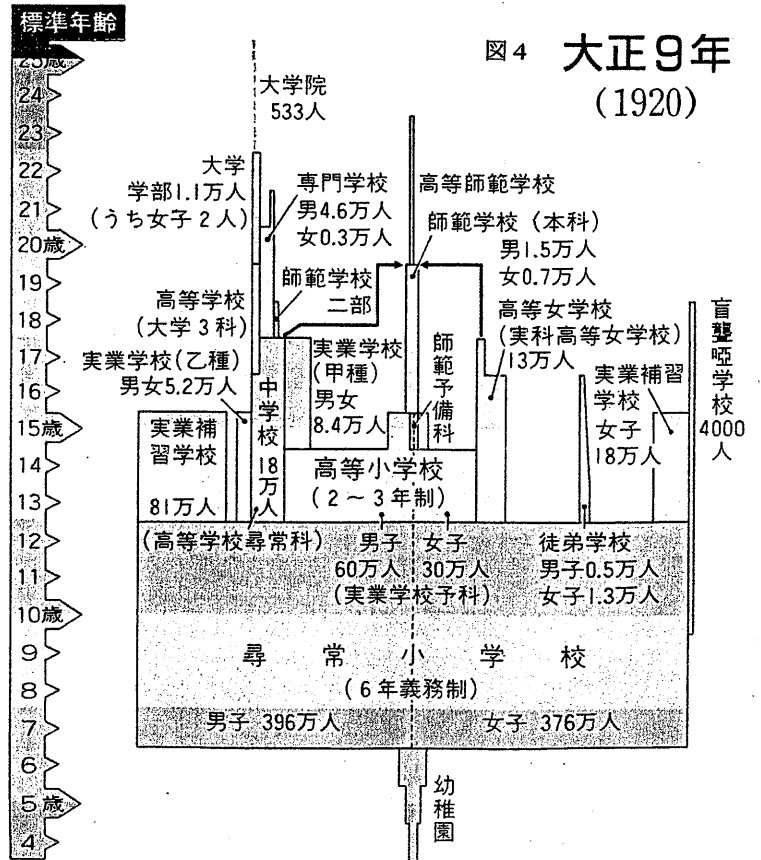 標準年齢
図4
大正9年
(1920)
25歳
24
23
22
21
20歳
19
18
17
16
15歳
14
13
12
11
10歳
9
8
7
6
5歳
4
大学院
533人
大学
学部1.1万人
(うち女子2人)
専門学校
男4.6万人
女0.3万人
高等師範学校
師範学校(本科)
男1.5万人
女0.7万人
師範学校
二部
高等学校
(大学3科)
実業学校(乙種)
男女5.2万人
中学校
18万人
実業学校
(甲種)
男女
8.4万人
師範予備科
高等女学校
(実科高等女学校)
13万人
実業補習
学校
女子
18万人
盲聾啞学校
4000
人
実業補
習学校
81万人
高等小学校
(2〜3年制)
(高等学校尋常科)
男子
60万人
女子
30万人
(実業学校予科)
徒弟学校
男子0.5万人
女子1.3万人
尋常小学校
(6年義務制)
男子 396万人
女子 376万人
幼稚園